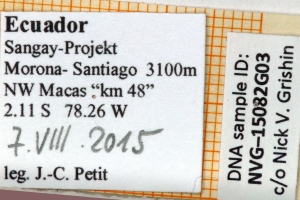 Ecuador
Sangay-Projekt
Morona- Santiago 3100m
NW Macas “km 48”
2.11 S 78.26 W
7. VIII. 2015
leg. J.-C. Petit
DNA sample ID:
NVG–15082G03
c/o Nick V. Grishin